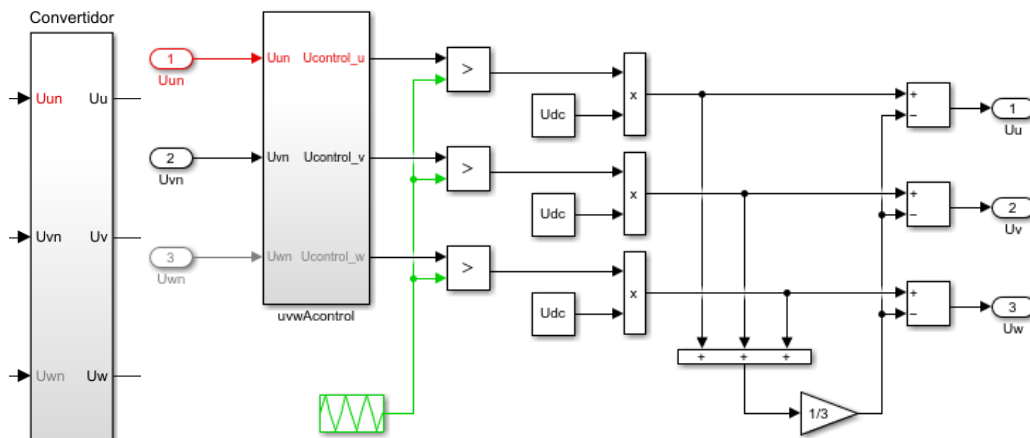 Convertidor
Uun
Uu
Uvn
Uv
Uwn
Uw
1
Uun
2
Uvn
3
Uwn
Uun
Ucontrol_u
Uvn
Ucontrol_v
Uwn
Ucontrol_w
uvwAcontrol
>
>
>
Udc
x
Udc
x
Udc
x
+ + +
1/3
+
−
1
Uu
+
−
2
Uv
+
−
3
Uw